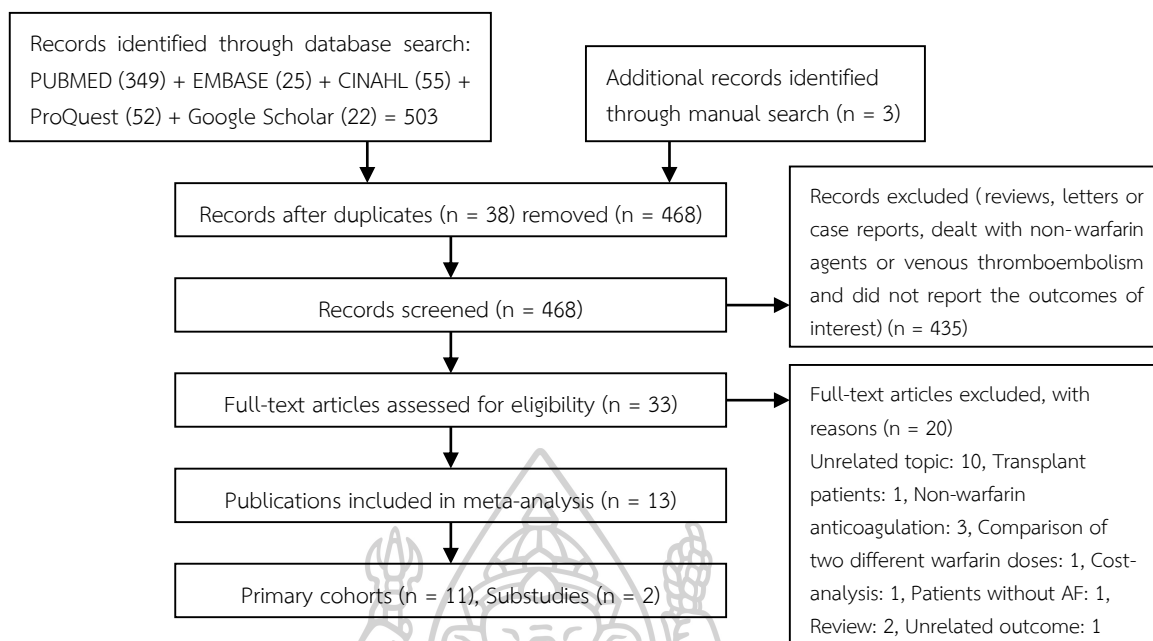 Records identified through database search:
PUBMED (349) + EMBASE (25) + CINAHL (55) +
ProQuest (52) + Google Scholar (22) = 503
Additional records identified
through manual search (n = 3)
Records after duplicates (n = 38) removed (n = 468)
Records screened (n = 468)
Records excluded (reviews, letters or
case reports, dealt with non-warfarin
agents or venous thromboembolism
and did not report the outcomes of
interest) (n = 435)
Full-text articles assessed for eligibility (n = 33)
Full-text articles excluded, with
reasons (n = 20)
Unrelated topic: 10, Transplant
patients: 1, Non-warfarin
anticoagulation: 3, Comparison of
two different warfarin doses: 1, Cost-
analysis: 1, Patients without AF: 1,
Review: 2, Unrelated outcome: 1
Publications included in meta-analysis (n = 13)
Primary cohorts (n = 11), Substudies (n = 2)